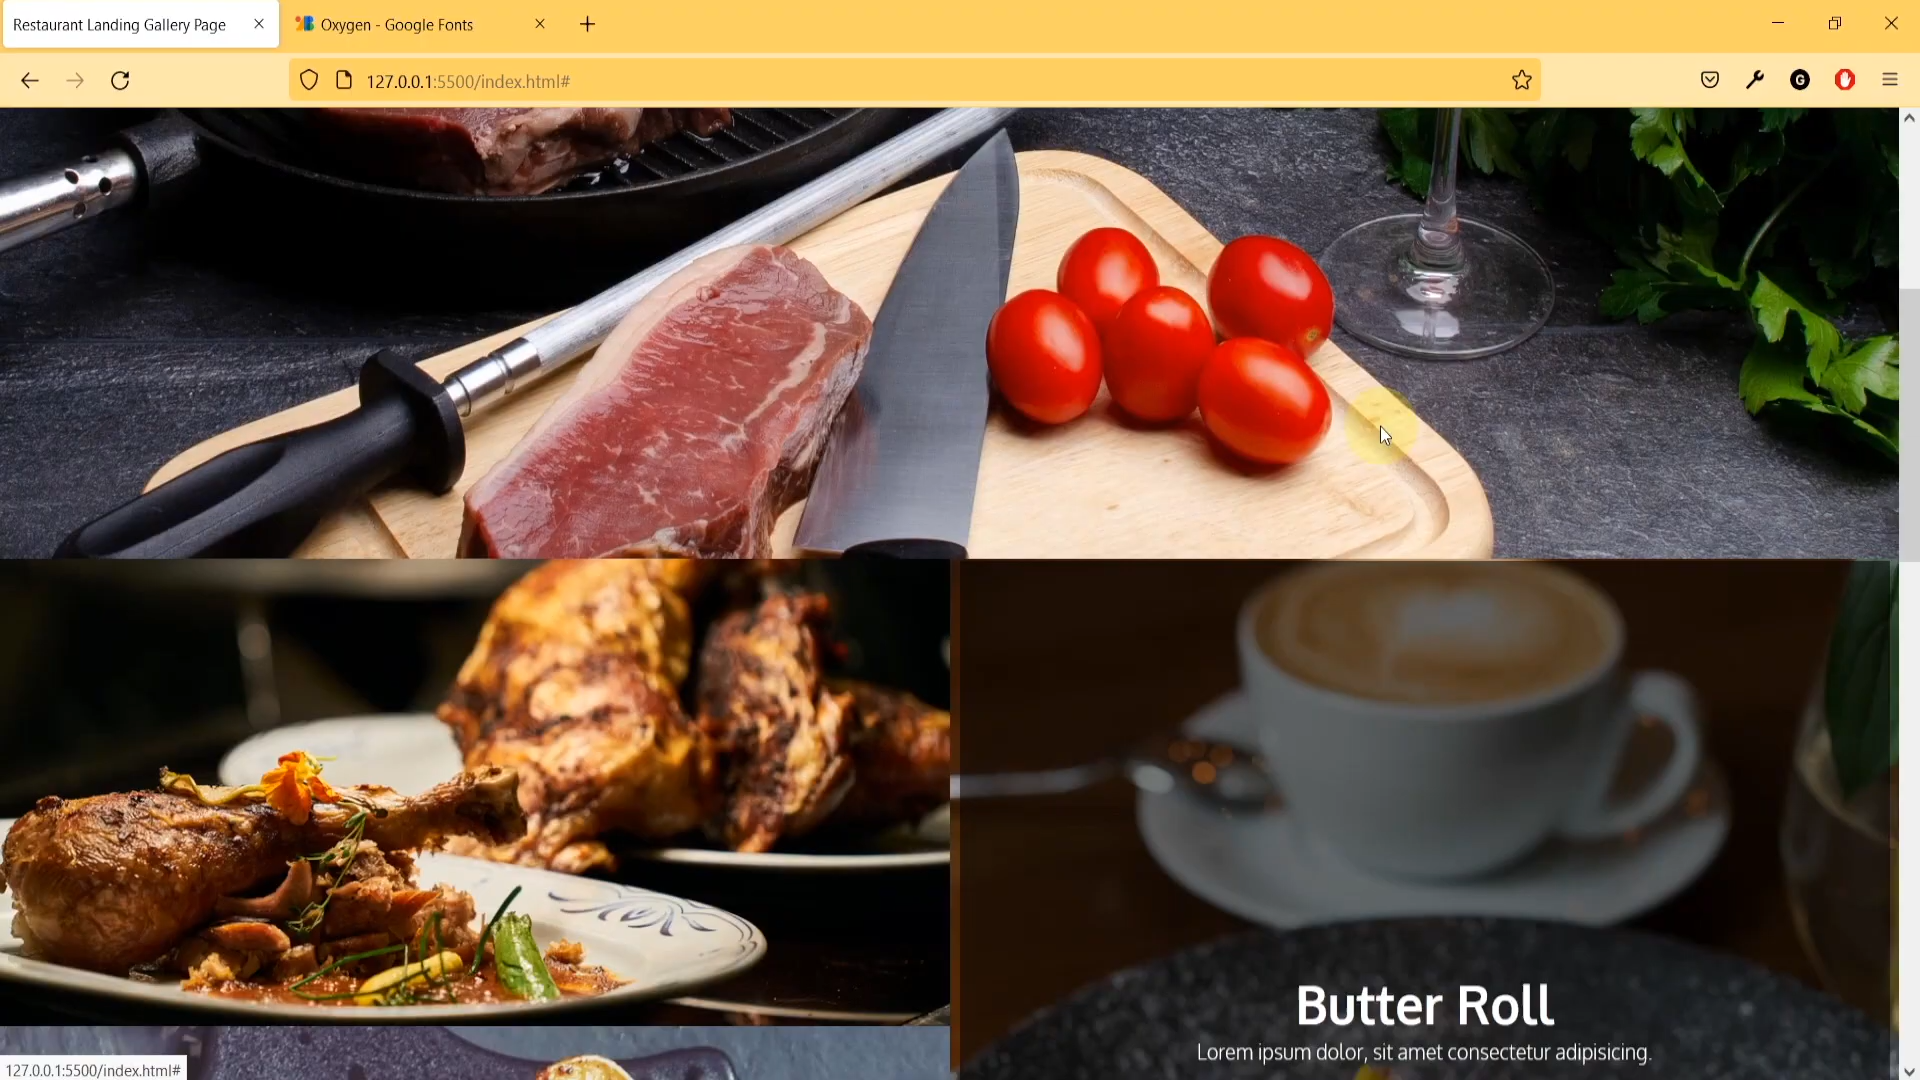 Restaurant Landing Gallery Page
Oxygen - Google Fonts
127.0.0.1:5500/index.html#
G
Butter Roll
Lorem ipsum dolor, sit amet consectetur adipisicing.
127.0.0.1:5500/index.html#